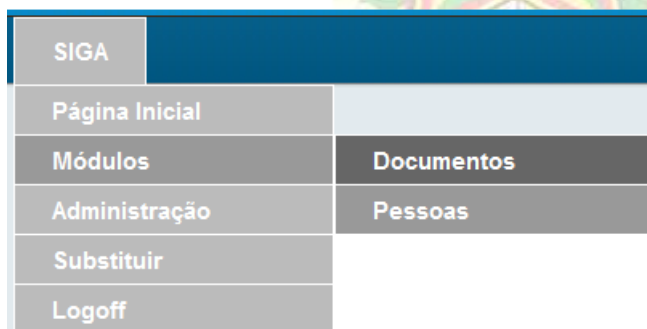 SIGA
Página Inicial
Módulos
Documentos
Administração
Pessoas
Substituir
Logoff